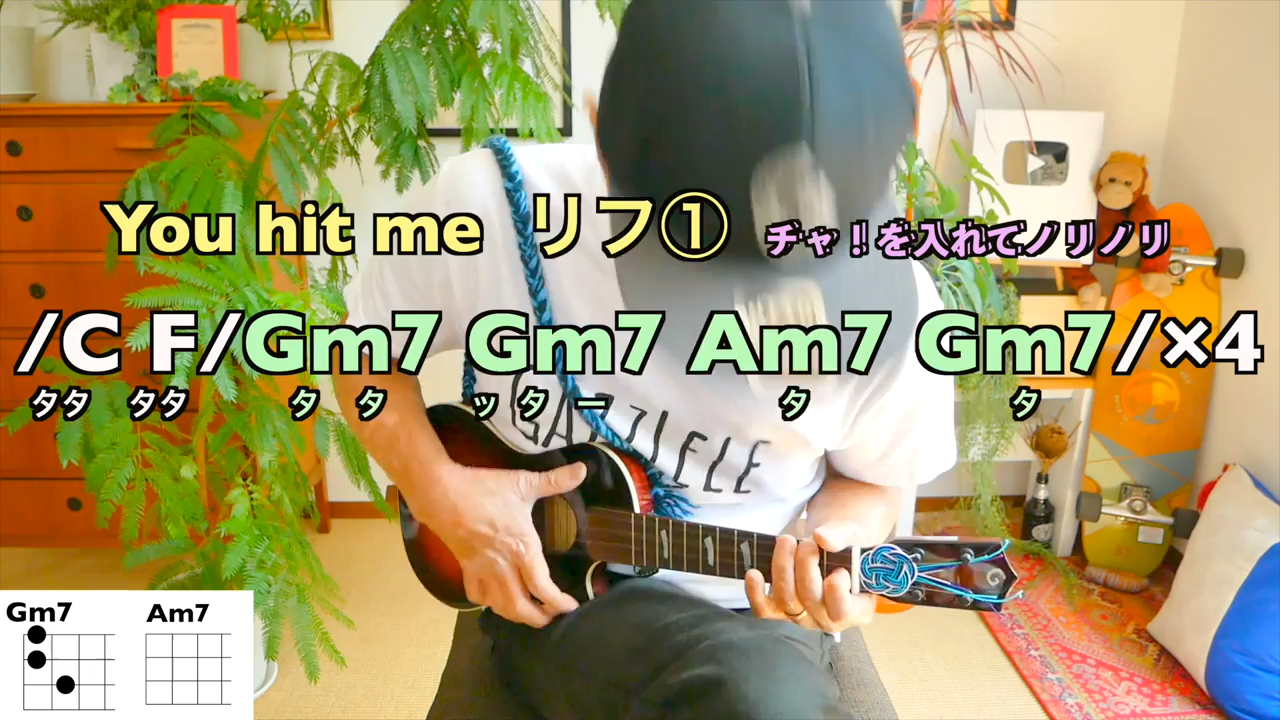 You hit me リフ① チャ！を入れてノリノリ
/C F/Gm7 Gm7 Am7 Gm7/×4
タタ タタ タ タ ッ タ ー タ タ
GAZZLELE
Gm7 Am7